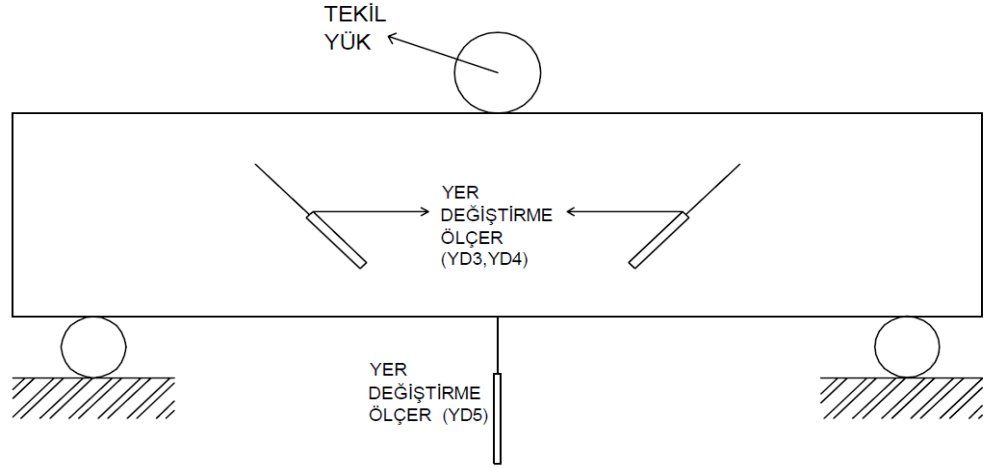 TEKİL
YÜK
YER
DEĞİŞTİRME
ÖLÇER
(YD3,YD4)
YER
DEĞİŞTİRME
ÖLÇER (YD5)